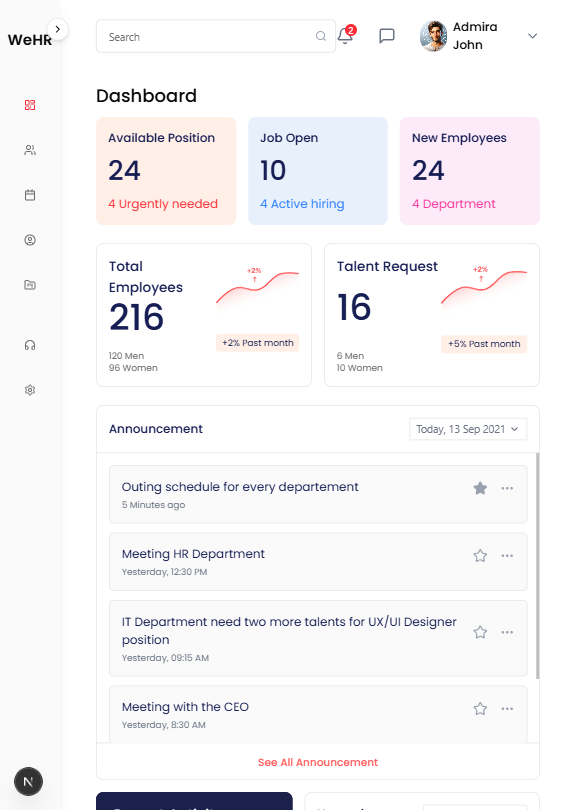 WeHR
Search
2
Admira
John
Dashboard
Available Position
24
4 Urgently needed
Job Open
10
4 Active hiring
New Employees
24
4 Department
Total
Employees
216
120 Men
96 Women
+2%
+2% Past month
Talent Request
16
6 Men
10 Women
+2%
+5% Past month
Announcement
Today, 13 Sep 2021
Outing schedule for every departement
5 Minutes ago
Meeting HR Department
Yesterday, 12:30 PM
IT Department need two more talents for UX/UI Designer
position
Yesterday, 09:15 AM
Meeting with the CEO
Yesterday, 8:30 AM
See All Announcement
N